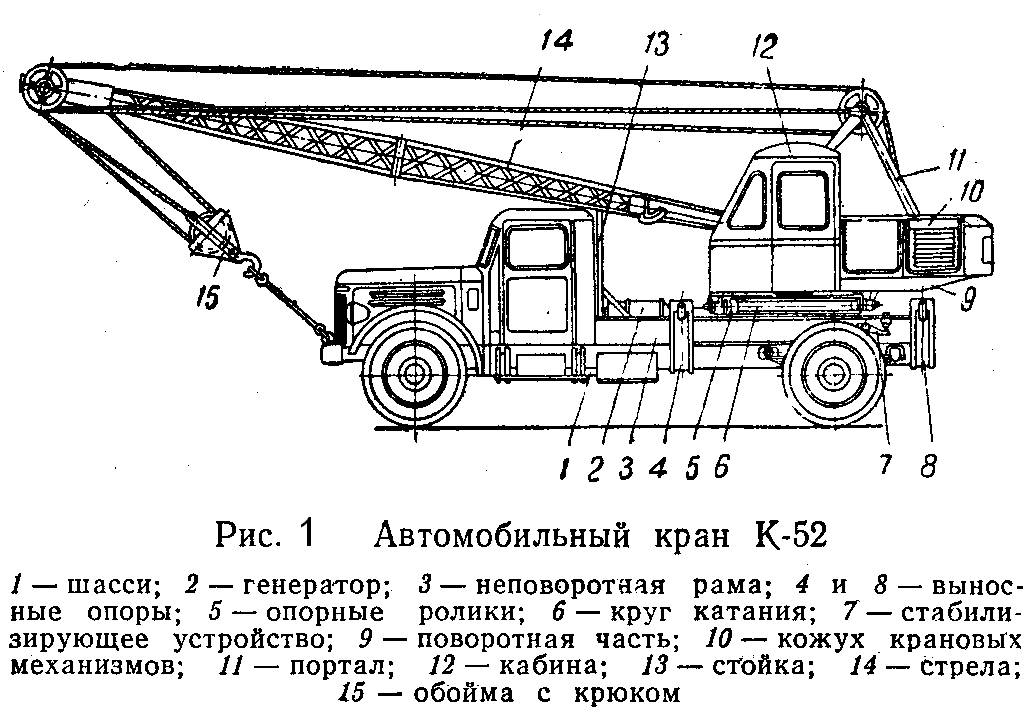 14 13 12
11
10
15
9
1 2 3 4 5 6 7 8
Рис. 1 Автомобильный кран К-52
1 — шасси; 2 — генератор; 3 — неповоротная рама; 4 и 8 — вынос-
ные опоры; 5 — опорные ролики; 6 — круг катания; 7 — стабили-
зирующее устройство; 9 — поворотная часть; 10 — кожух крановых
механизмов; 11 — портал; 12 — кабина; 13 — стойка; 14 — стрела;
15 — обойма с крюком